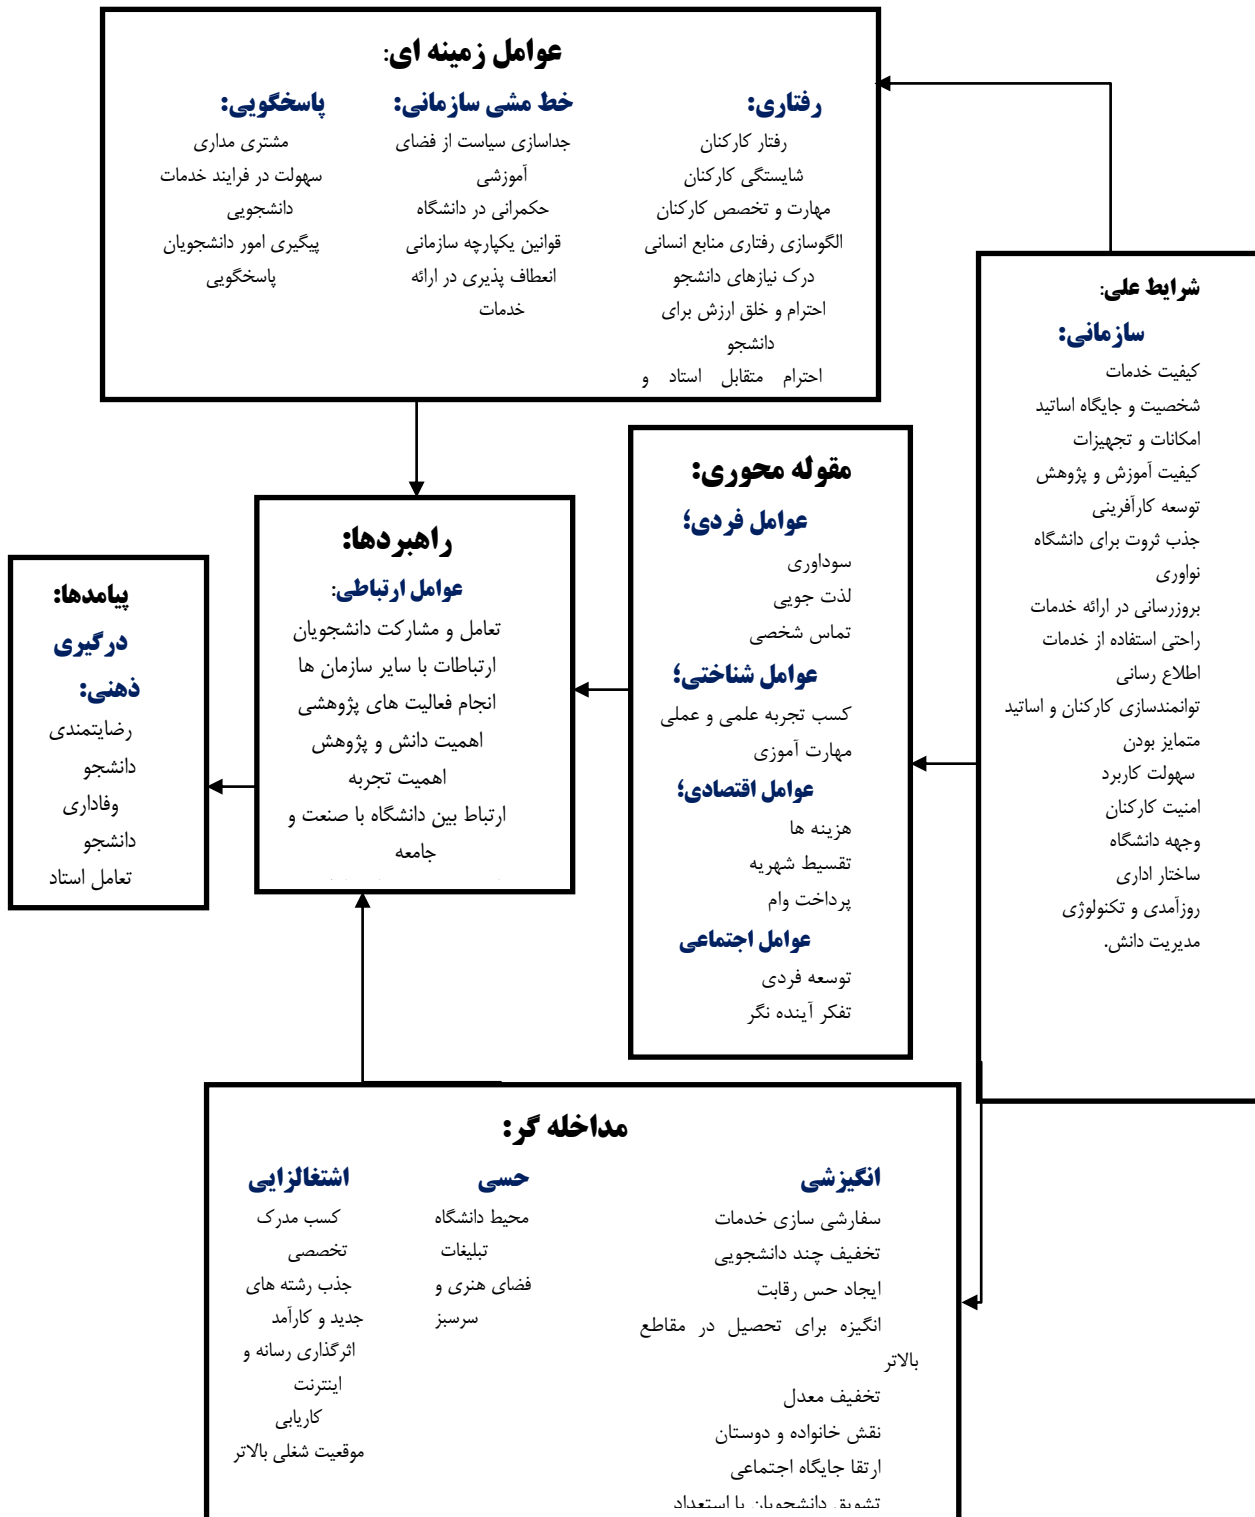 عوامل زمینه ای:
رفتاری:
رفتار کارکنان
شایستگی کارکنان
مهارت و تخصص کارکنان
الگوسازی رفتاری منابع انسانی
درک نیازهای دانشجو
احترام و خلق ارزش برای
دانشجو
احترام متقابل استاد و
خط مشی سازمانی:
جداسازی سیاست از فضای
آموزشی
حکمرانی در دانشگاه
قوانین یکپارچه سازمانی
انعطاف پذیری در ارائه
خدمات
پاسخگویی:
مشتری مداری
سهولت در فرایند خدمات
دانشجویی
پیگیری امور دانشجویان
پاسخگویی
شرایط علی:
سازمانی:
کیفیت خدمات
شخصیت و جایگاه اساتید
امکانات و تجهیزات
کیفیت آموزش و پژوهش
توسعه کارآفرینی
جذب ثروت برای دانشگاه
نواوری
بروزرسانی در ارائه خدمات
راحتی استفاده از خدمات
اطلاع رسانی
توانمندسازی کارکنان و اساتید
متمایز بودن
سهولت کاربرد
امنیت کارکنان
وجهه دانشگاه
ساختار اداری
روزآمدی و تکنولوژی
مدیریت دانش.
مقوله محوری:
عوامل فردی؛
سوداوری
لذت جویی
تماس شخصی
عوامل شناختی؛
کسب تجربه علمی و عملی
مهارت آموزی
عوامل اقتصادی؛
هزینه ها
تقسیط شهریه
پرداخت وام
عوامل اجتماعی
توسعه فردی
تفکر آینده نگر
راهبردها:
عوامل ارتباطی:
تعامل و مشارکت دانشجویان
ارتباطات با سایر سازمان ها
انجام فعالیت های پژوهشی
اهمیت دانش و پژوهش
اهمیت تجربه
ارتباط بین دانشگاه با صنعت و
جامعه
پیامدها:
درگیری
ذهنی:
رضایتمندی
دانشجو
وفاداری
دانشجو
تعامل استاد
مداخله گر:
انگیزشی
سفارشی سازی خدمات
تخفیف چند دانشجویی
ایجاد حس رقابت
انگیزه برای تحصیل در مقاطع
بالاتر
تخفیف معدل
نقش خانواده و دوستان
ارتقا جایگاه اجتماعی
تشویق دانشجویان با استعداد
حسی
محیط دانشگاه
تبلیغات
فضای هنری و
سرسبز
اشتغالزایی
کسب مدرک
تخصصی
جذب رشته های
جدید و کارآمد
اثرگذاری رسانه و
اینترنت
کاریابی
موقعیت شغلی بالاتر